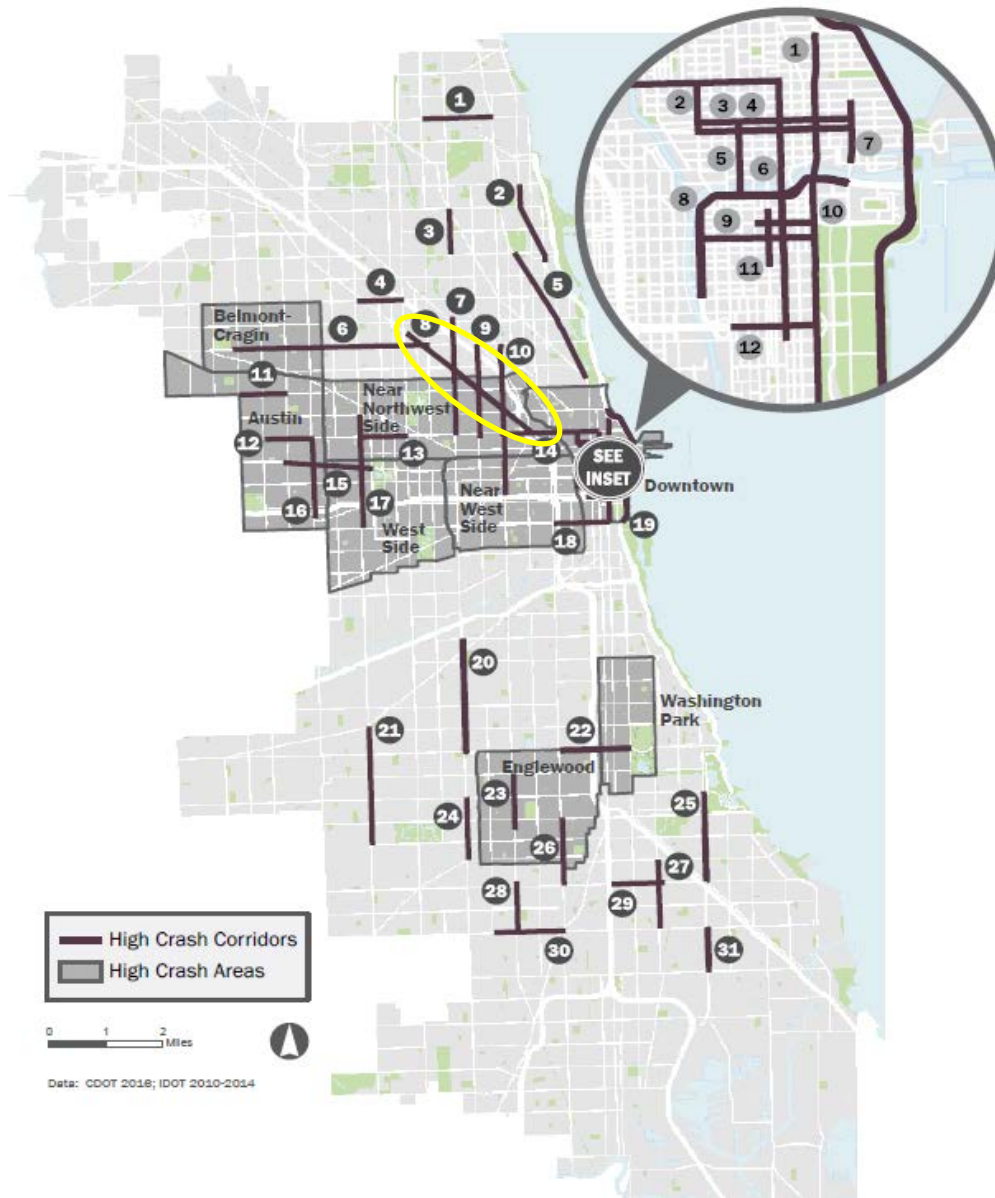 1
2
3
4
5
6
7
8
9
10
11
12
1
2
3
4
5
Belmont-
Cragin
6
7
8
9
10
11
Near
Northwest
Side
Austin
12
13
14
SEE
INSET
Downtown
15
16
17
West
Side
Near
West
Side
18
19
20
21
22
Washington
Park
Englewood
23
24
25
26
27
28
29
30
31
High Crash Corridors
High Crash Areas
0 1 2
Miles
Data: CDOT 2016; IDOT 2010-2014